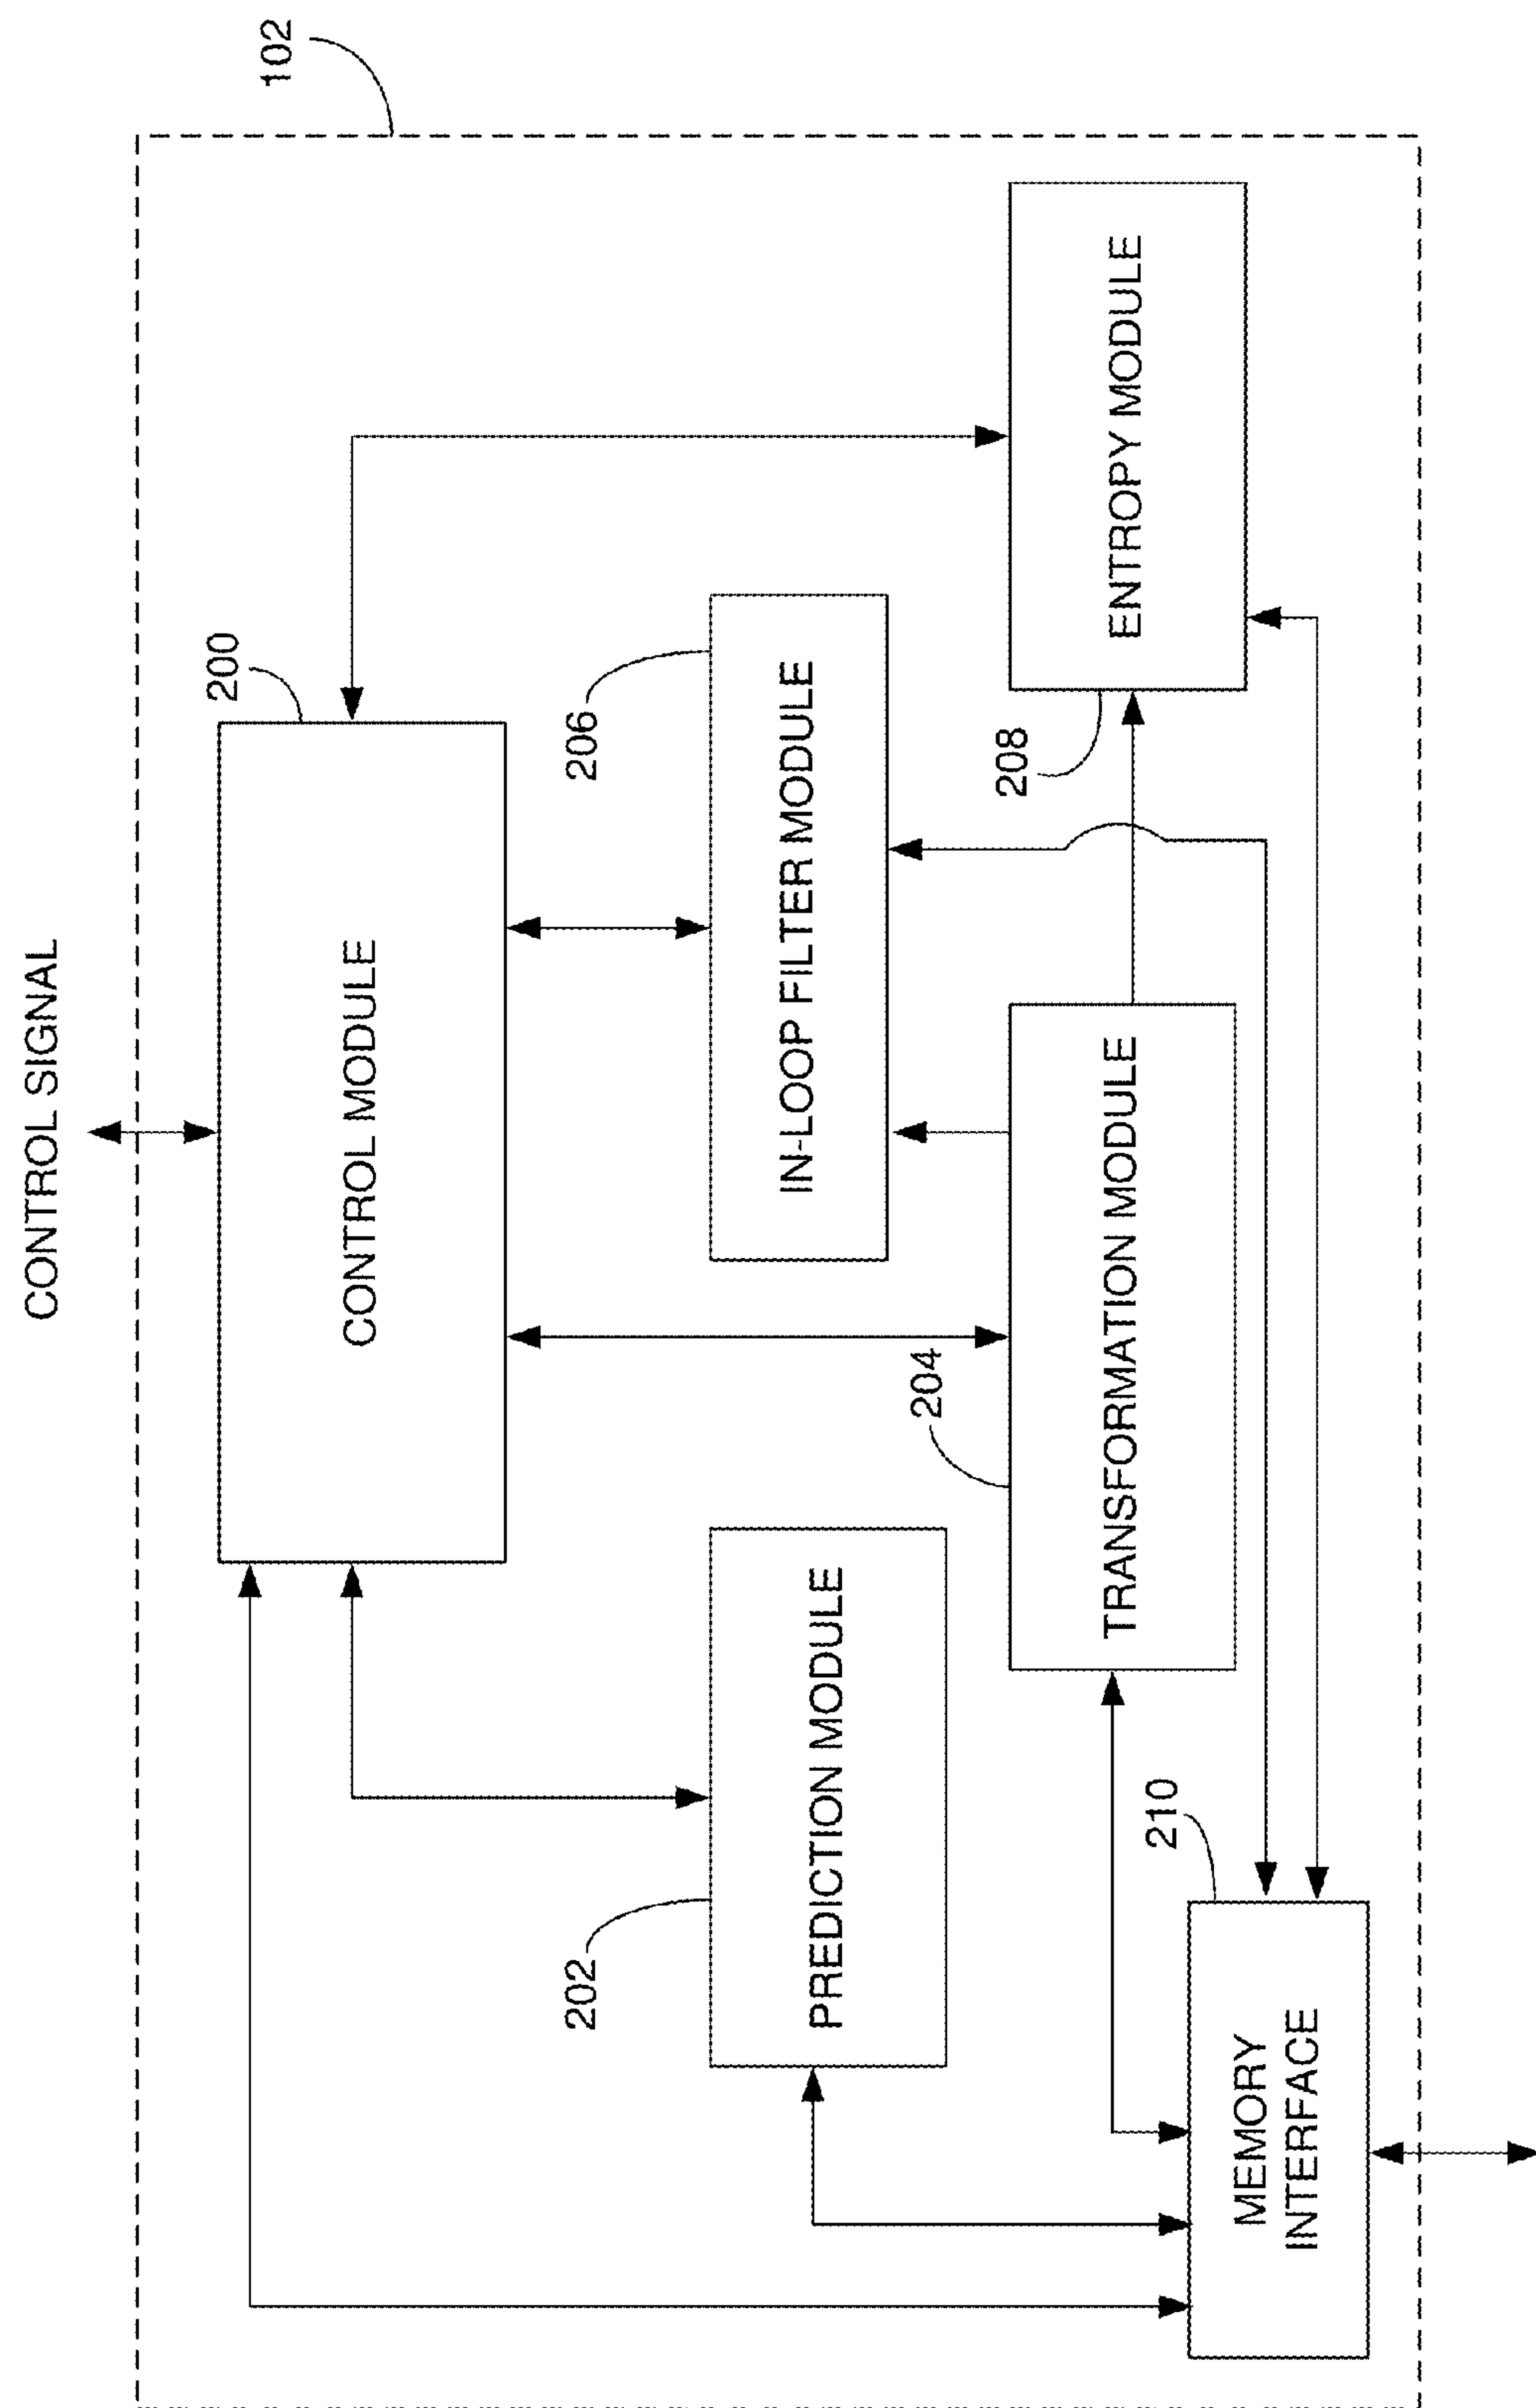 CONTROL SIGNAL
102
200
CONTROL MODULE
202
PREDICTION MODULE
206
IN-LOOP FILTER MODULE
204
TRANSFORMATION MODULE
208
ENTROPY MODULE
210
MEMORY
INTERFACE